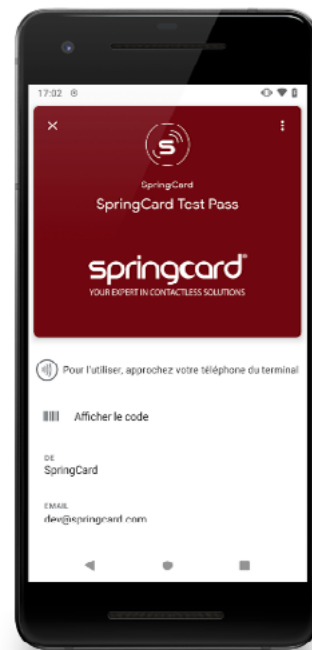 17:02
SpringCard
SpringCard Test Pass
springcard®
YOUR EXPERT IN CONTACTLESS SOLUTIONS
Pour l'utiliser, approchez votre téléphone du terminal
Afficher le code
DE
SpringCard
EMAIL
dev@springcard.com